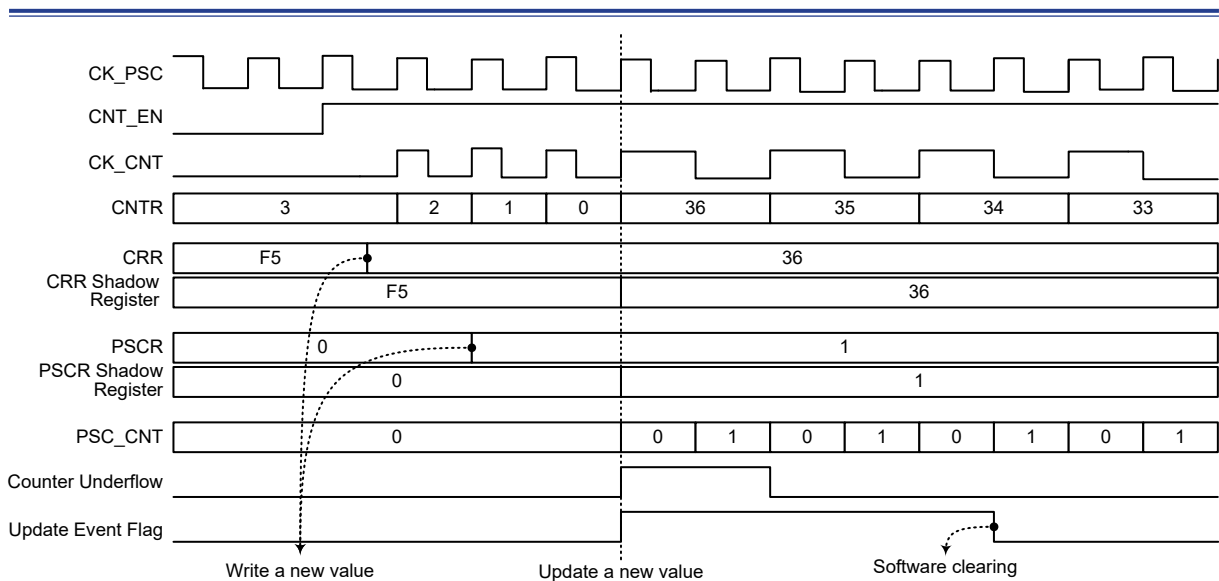 CK_PSC
CNT_EN
CK_CNT
CNTR 3 2 1 0 36 35 34 33
CRR F5 36
CRR Shadow
Register F5 36
PSCR 0 1
PSCR Shadow
Register 0 1
PSC_CNT 0 0 1 0 1 0 1 0 1
Counter Underflow
Update Event Flag
Write a new value Update a new value Software clearing